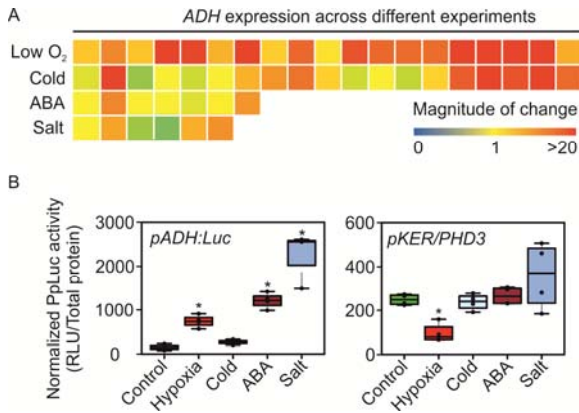 A
ADH expression across different experiments
Low O₂
Cold
ABA
Salt
Magnitude of change
0 1 >20
B
Normalized PpLuc activity
(RLU/Total protein)
3000
2000
1000
0
pADH:Luc
* * *
Control Hypoxia Cold ABA Salt
600
400
200
0
pKER/PHD3
*
Control Hypoxia Cold ABA Salt